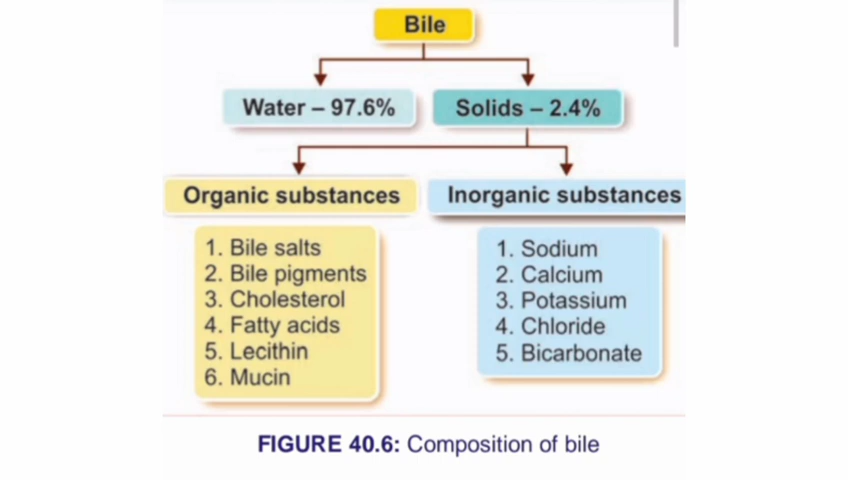 Bile
Water – 97.6%
Solids – 2.4%
Organic substances
Inorganic substances
1. Bile salts
2. Bile pigments
3. Cholesterol
4. Fatty acids
5. Lecithin
6. Mucin
1. Sodium
2. Calcium
3. Potassium
4. Chloride
5. Bicarbonate
FIGURE 40.6: Composition of bile